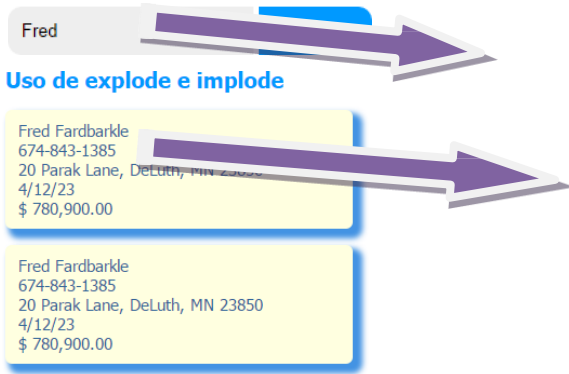 Fred
Uso de explode e implode
Fred Fardbarkle
674-843-1385
20 Parak Lane, DeLuth, MN 23850
4/12/23
$ 780,900.00
Fred Fardbarkle
674-843-1385
20 Parak Lane, DeLuth, MN 23850
4/12/23
$ 780,900.00